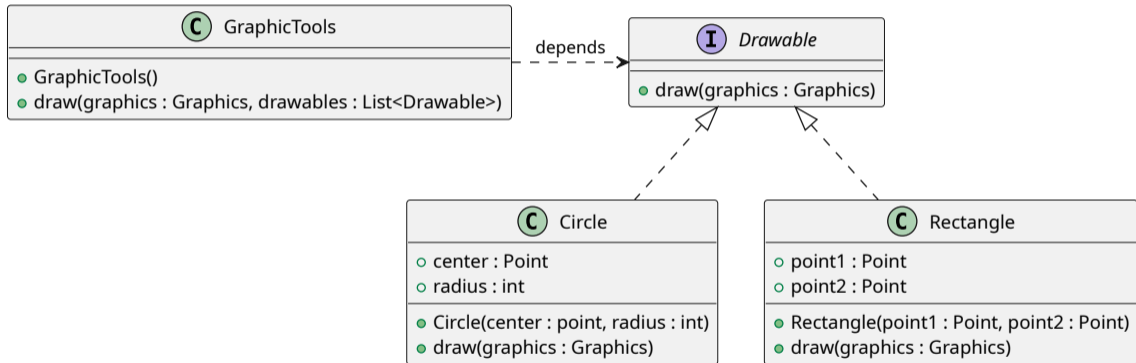 C GraphicTools
GraphicTools()
draw(graphics : Graphics, drawables : List<Drawable>)
depends
I Drawable
draw(graphics : Graphics)
C Circle
center : Point
radius : int
Circle(center : point, radius : int)
draw(graphics : Graphics)
C Rectangle
point1 : Point
point2 : Point
Rectangle(point1 : Point, point2 : Point)
draw(graphics : Graphics)